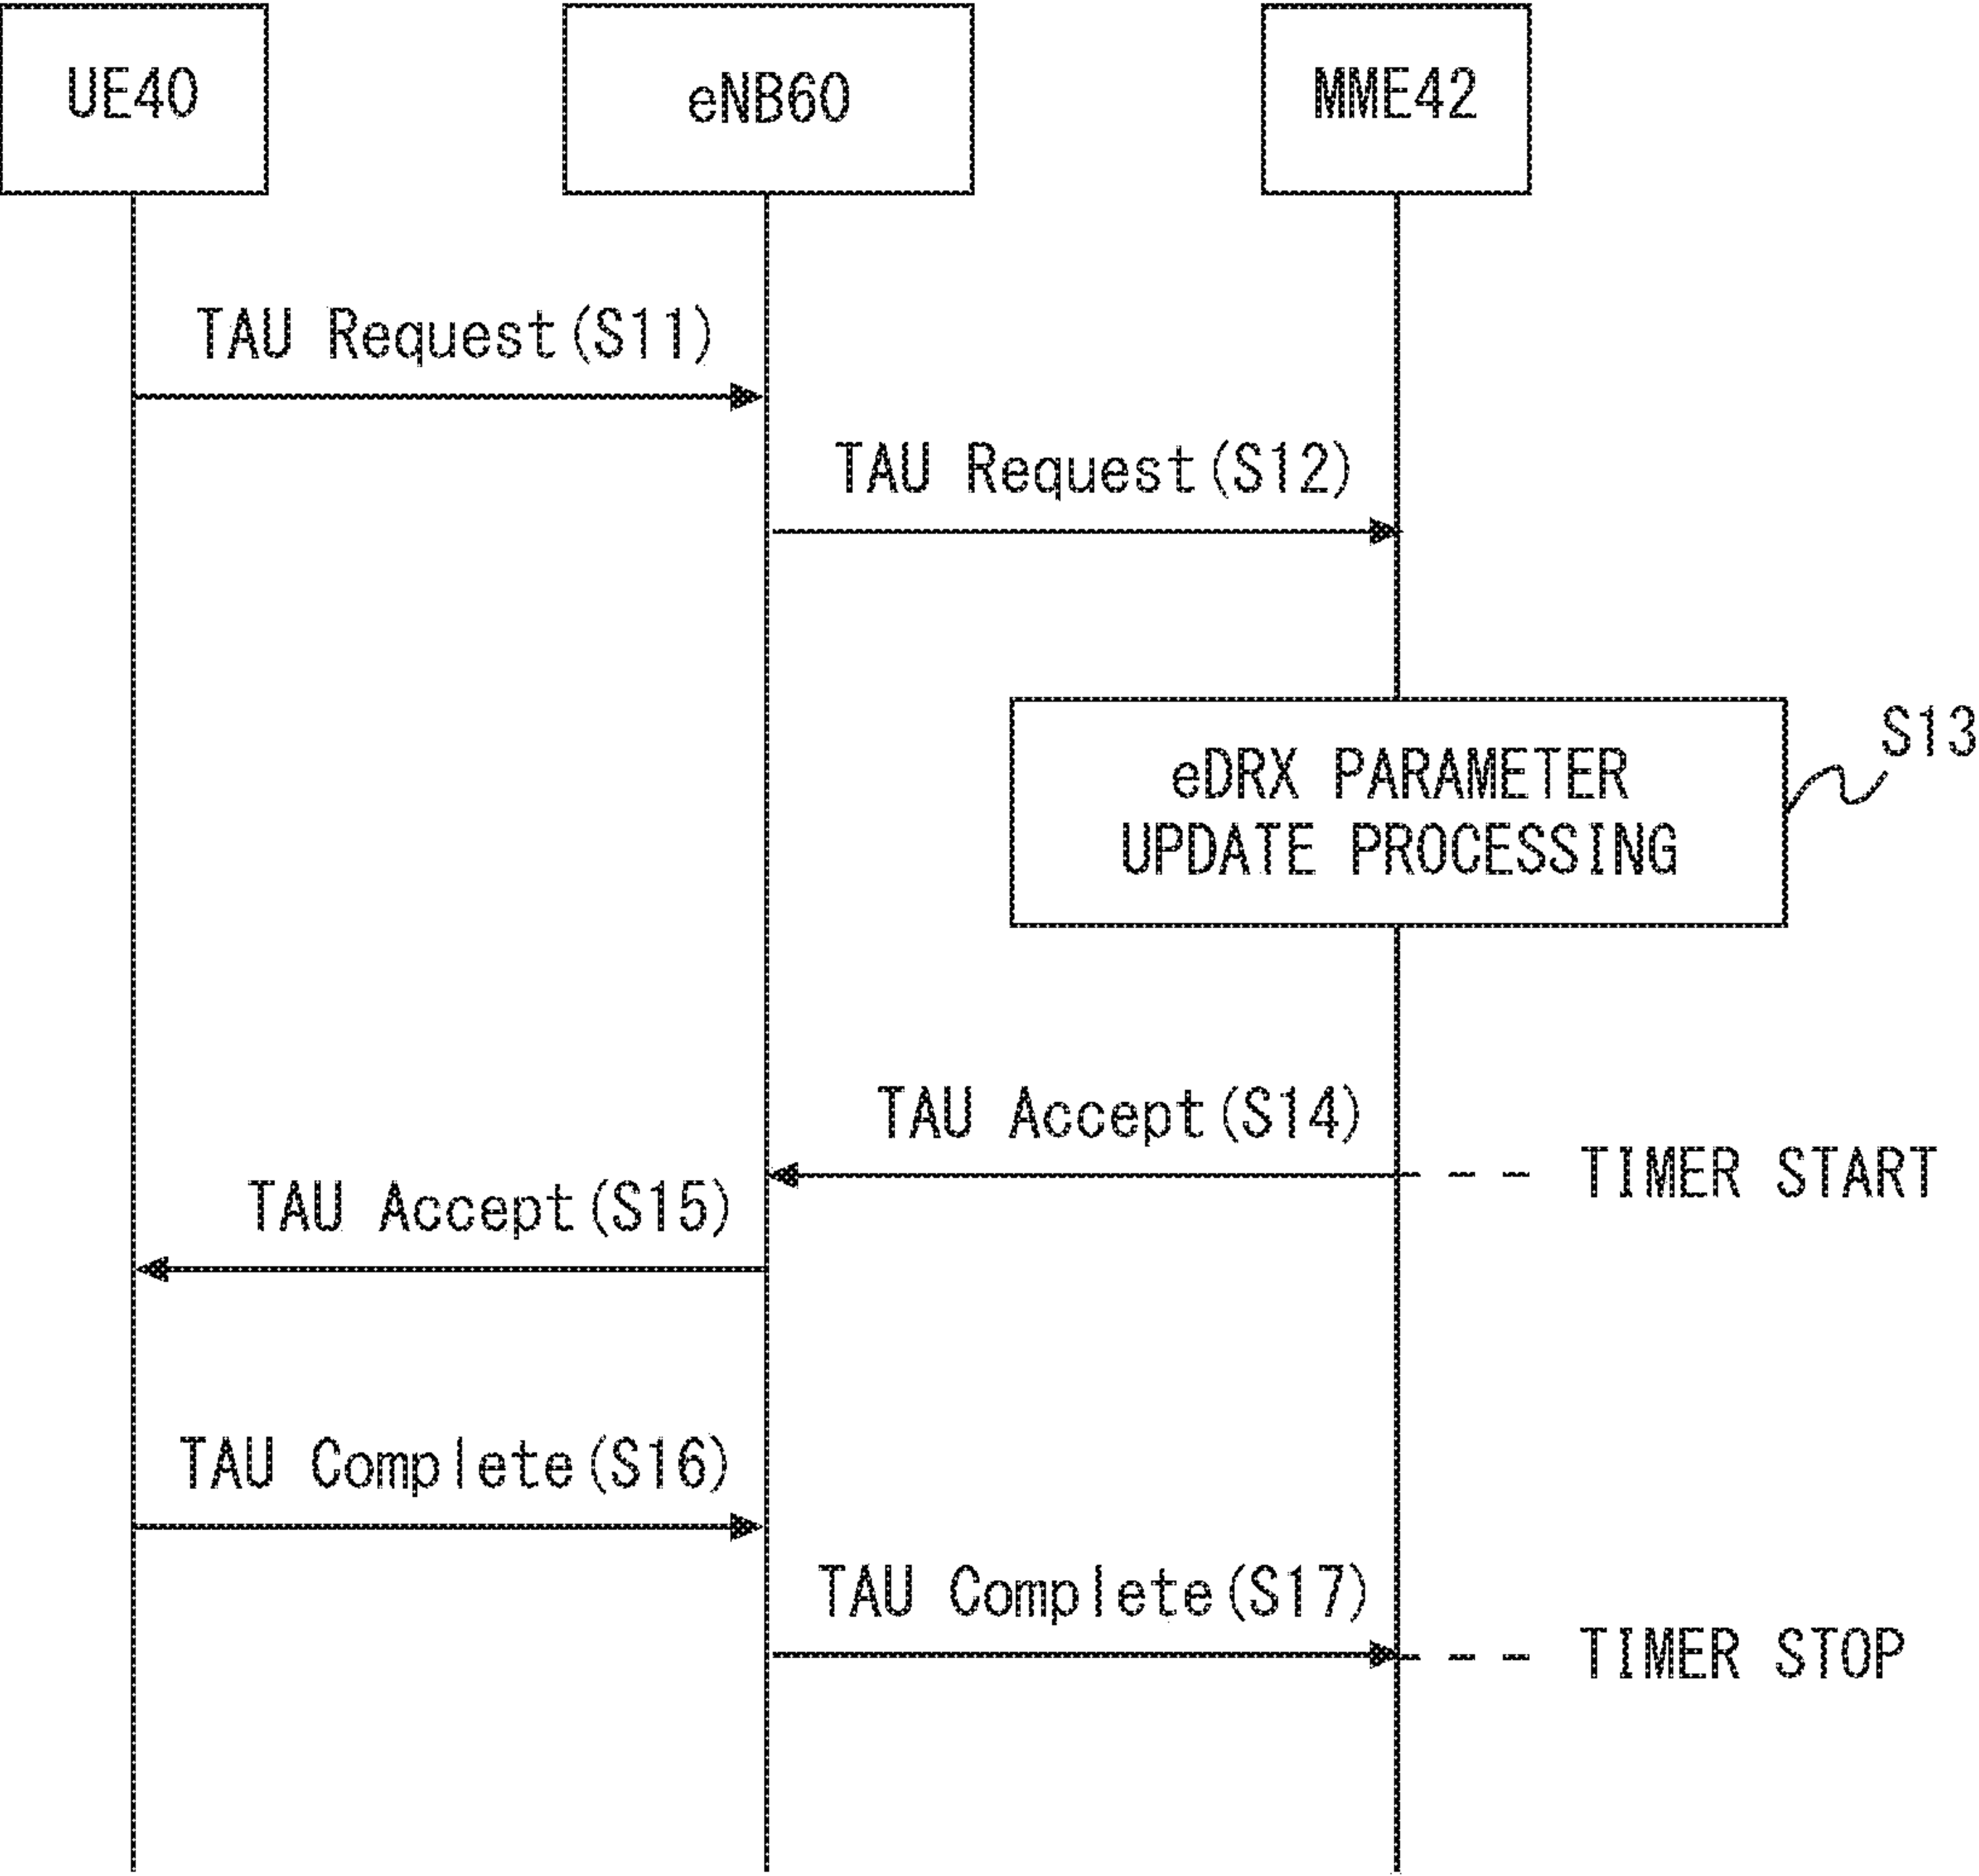 UE40
eNB60
MME42
TAU Request(S11)
TAU Request(S12)
S13
eDRX PARAMETER
UPDATE PROCESSING
TAU Accept(S14)
TIMER START
TAU Accept(S15)
TAU Complete(S16)
TAU Complete(S17)
TIMER STOP